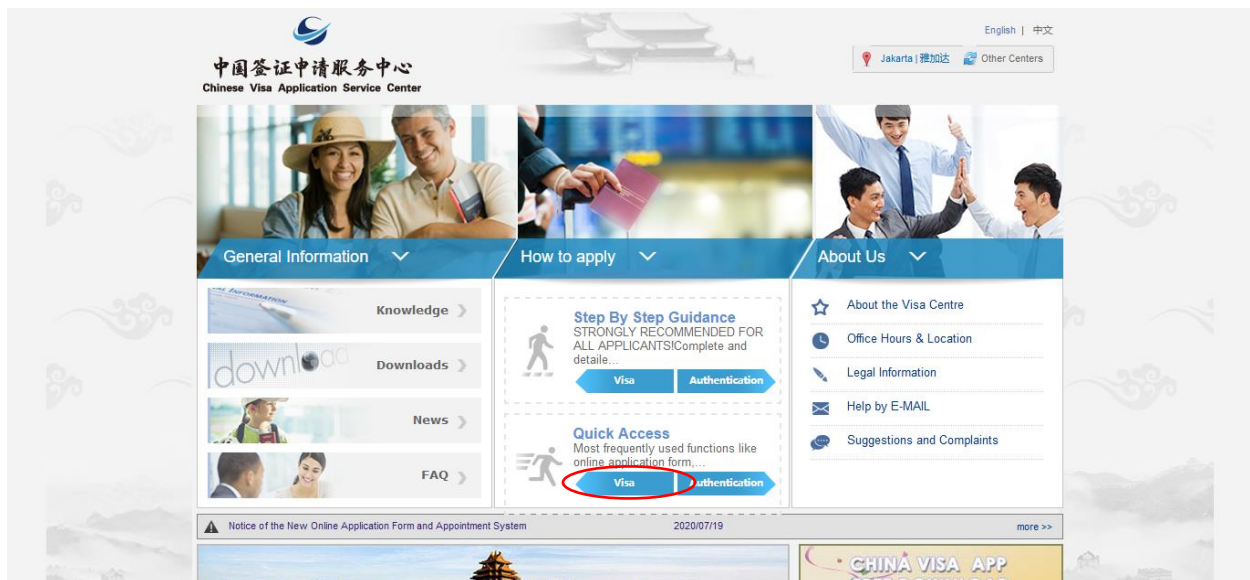 English | 中文
Jakarta | 雅加达 Other Centers
中国签证申请服务中心
Chinese Visa Application Service Center
General Information
How to apply
About Us
Knowledge
Downloads
News
FAQ
download
Step By Step Guidance
STRONGLY RECOMMENDED FOR
ALL APPLICANTS!Complete and
detaile...
Visa Authentication
Quick Access
Most frequently used functions like
online application form,...
Visa Authentication
About the Visa Centre
Office Hours & Location
Legal Information
Help by E-MAIL
Suggestions and Complaints
Notice of the New Online Application Form and Appointment System 2020/07/19 more >>
CHINA VISA APP